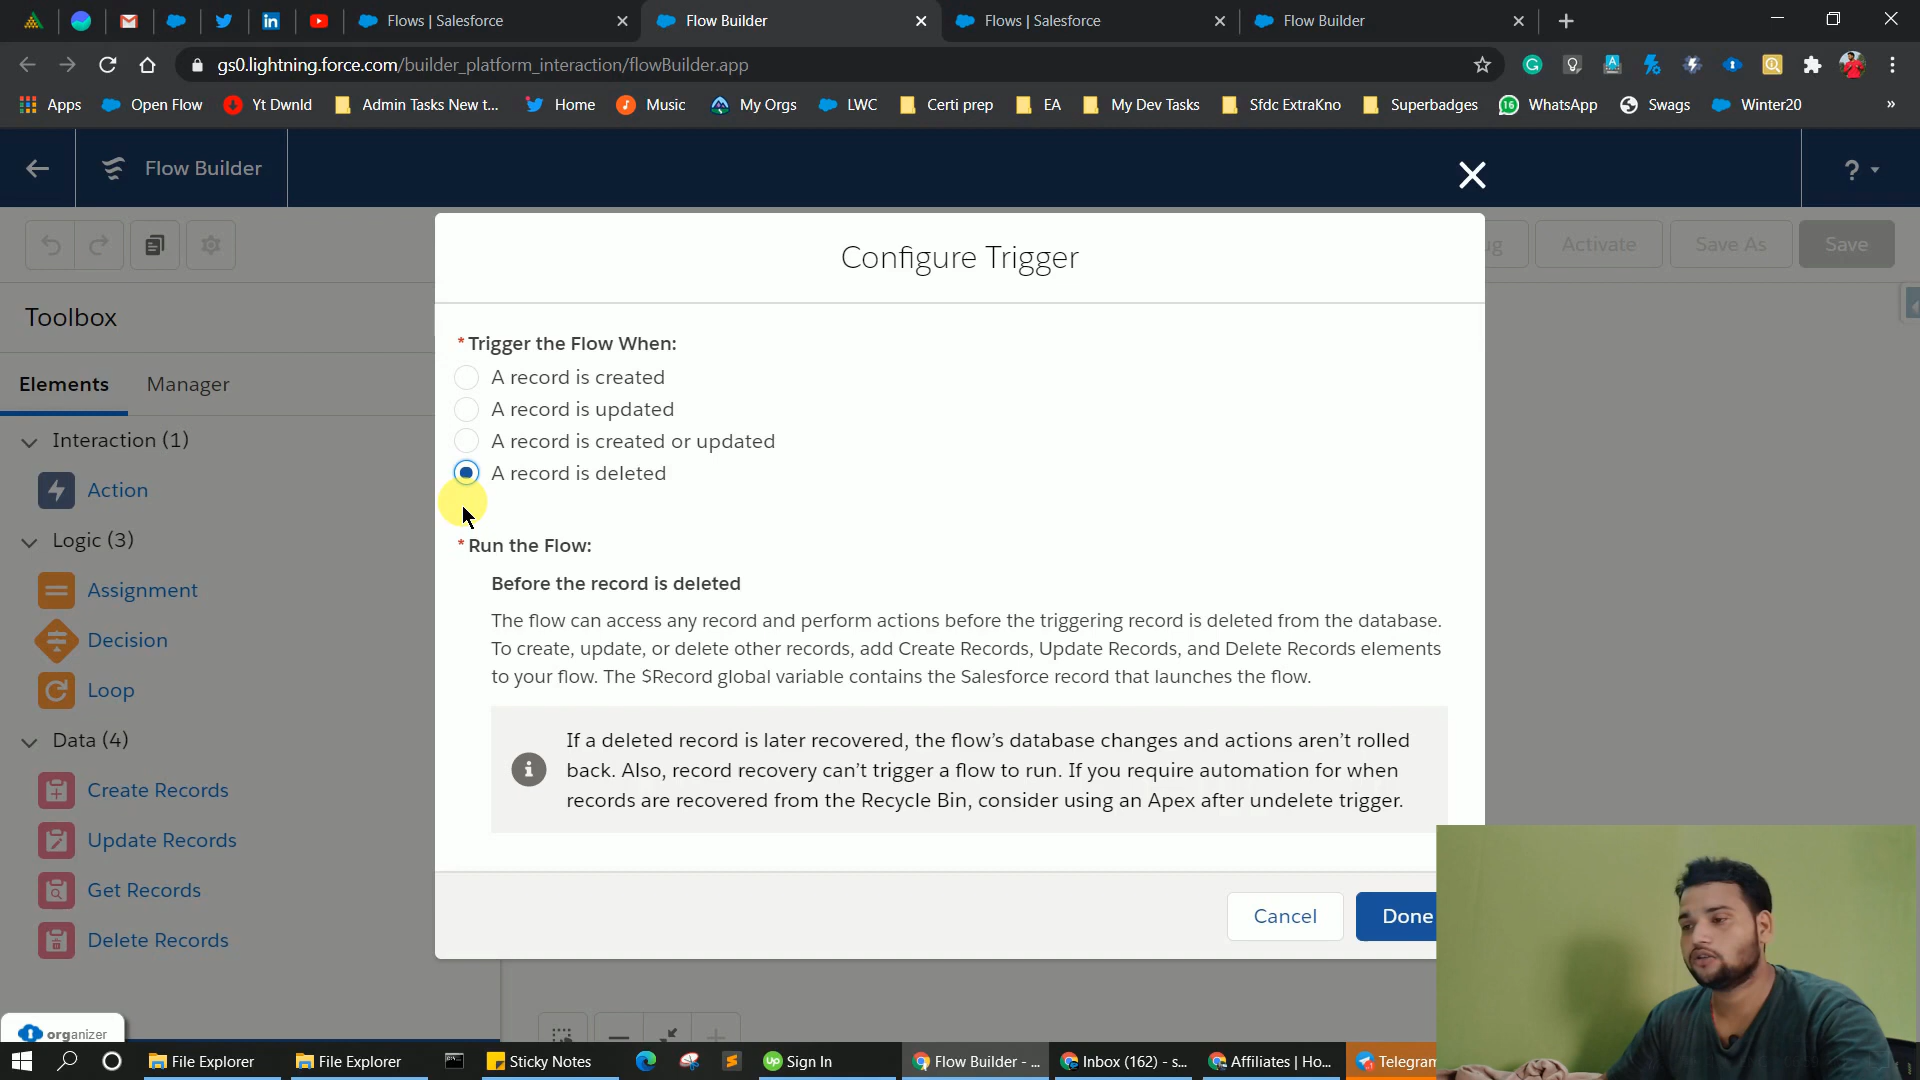 Flows | Salesforce
Flow Builder
Flows | Salesforce
Flow Builder
gs0.lightning.force.com/builder_platform_interaction/flowBuilder.app
Apps
Open Flow
Yt Dwnld
Admin Tasks New t...
Home
Music
My Orgs
LWC
Certi prep
EA
My Dev Tasks
Sfdc ExtraKno
Superbadges
16
WhatsApp
Swags
Winter20
»
Flow Builder
?
Activate
Save As
Save
Configure Trigger
Toolbox
Elements
Manager
Interaction (1)
Action
Logic (3)
Assignment
Decision
Loop
Data (4)
Create Records
Update Records
Get Records
Delete Records
*Trigger the Flow When:
A record is created
A record is updated
A record is created or updated
A record is deleted
*Run the Flow:
Before the record is deleted
The flow can access any record and perform actions before the triggering record is deleted from the database.
To create, update, or delete other records, add Create Records, Update Records, and Delete Records elements
to your flow. The $Record global variable contains the Salesforce record that launches the flow.
If a deleted record is later recovered, the flow's database changes and actions aren't rolled
back. Also, record recovery can't trigger a flow to run. If you require automation for when
records are recovered from the Recycle Bin, consider using an Apex after undelete trigger.
Cancel
Done
organizer
File Explorer
File Explorer
Sticky Notes
Sign In
Flow Builder - ...
Inbox (162) - s...
Affiliates | Ho...
Telegram